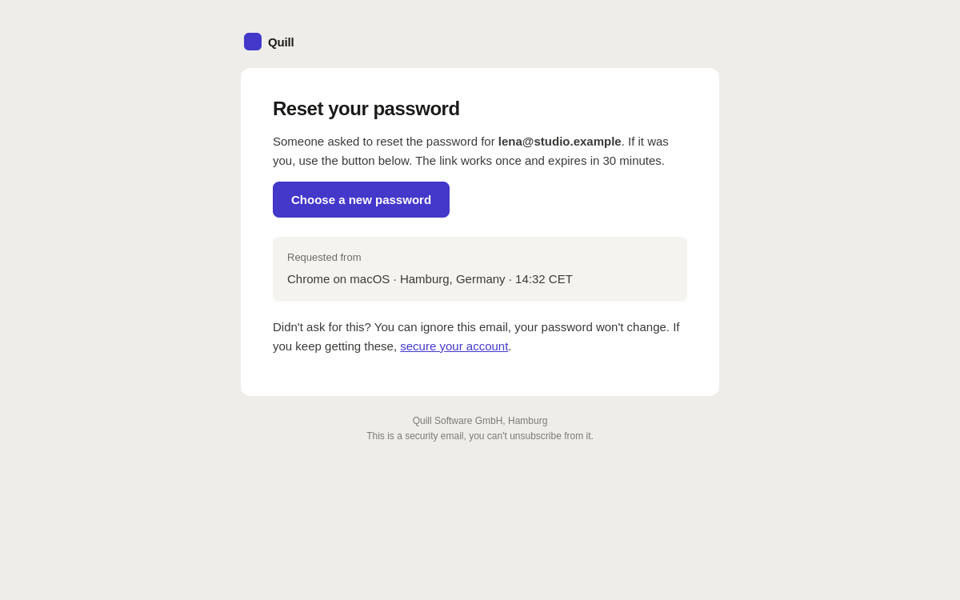 Quill
Reset your password
Someone asked to reset the password for lena@studio.example. If it was
you, use the button below. The link works once and expires in 30 minutes.
Choose a new password
Requested from
Chrome on macOS · Hamburg, Germany · 14:32 CET
Didn't ask for this? You can ignore this email, your password won't change. If
you keep getting these, secure your account.
Quill Software GmbH, Hamburg
This is a security email, you can't unsubscribe from it.